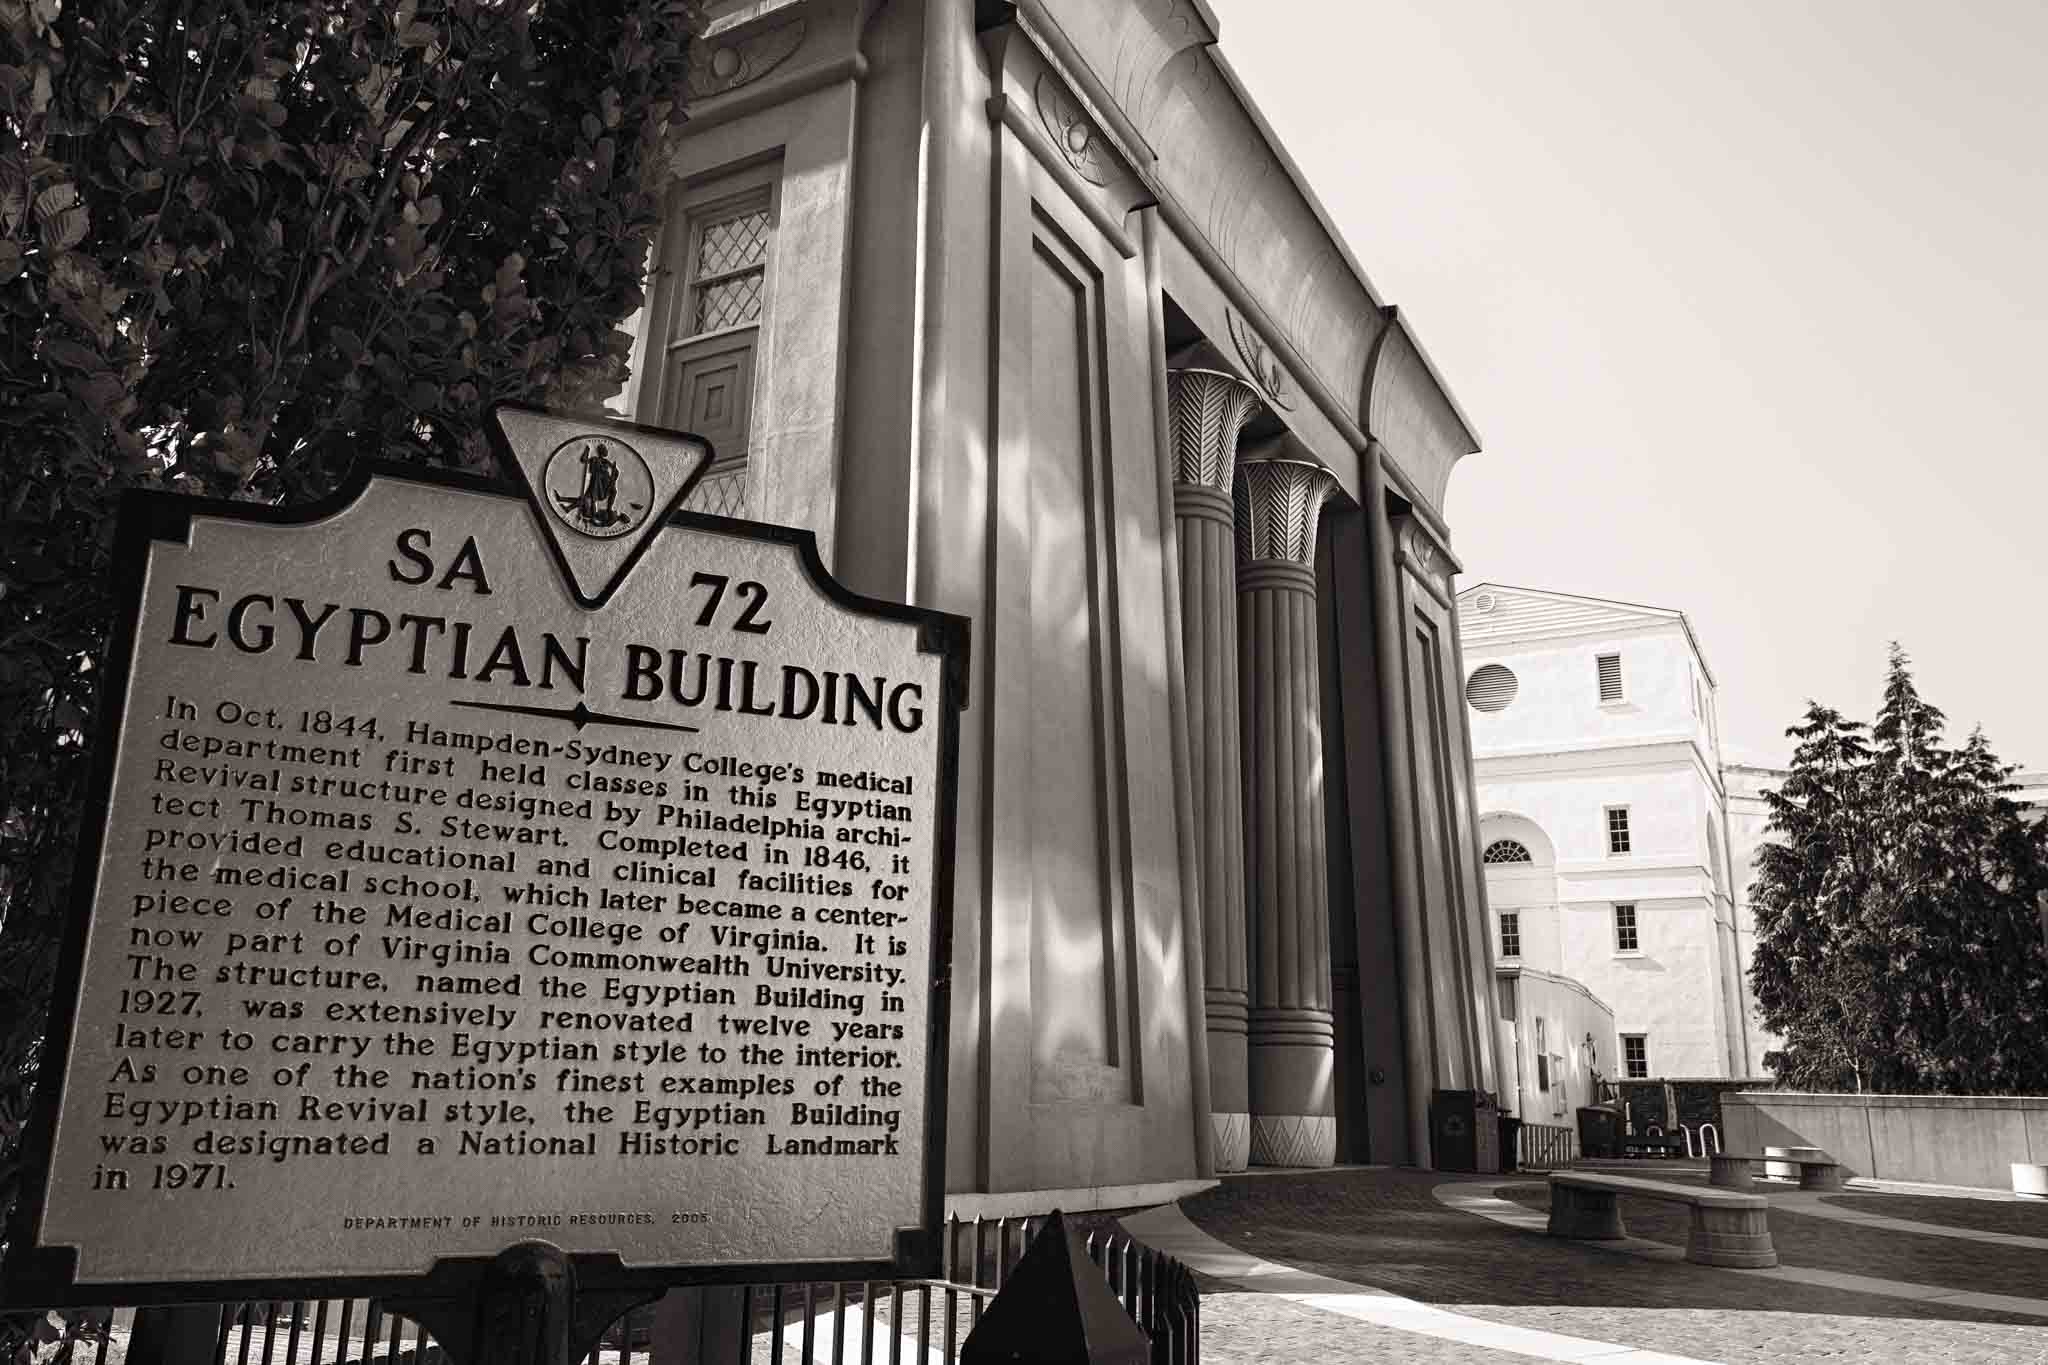 SA 72
EGYPTIAN BUILDING
In Oct. 1844, Hampden-Sydney College's medical
department first held classes in this Egyptian
Revival structure designed by Philadelphia archi-
tect Thomas S. Stewart. Completed in 1846, it
provided educational and clinical facilities for
the medical school, which later became a center-
piece of the Medical College of Virginia. It is
now part of Virginia Commonwealth University.
The structure, named the Egyptian Building in
1927, was extensively renovated twelve years
later to carry the Egyptian style to the interior.
As one of the nation's finest examples of the
Egyptian Revival style, the Egyptian Building
was designated a National Historic Landmark
in 1971.
DEPARTMENT OF HISTORIC RESOURCES, 2005